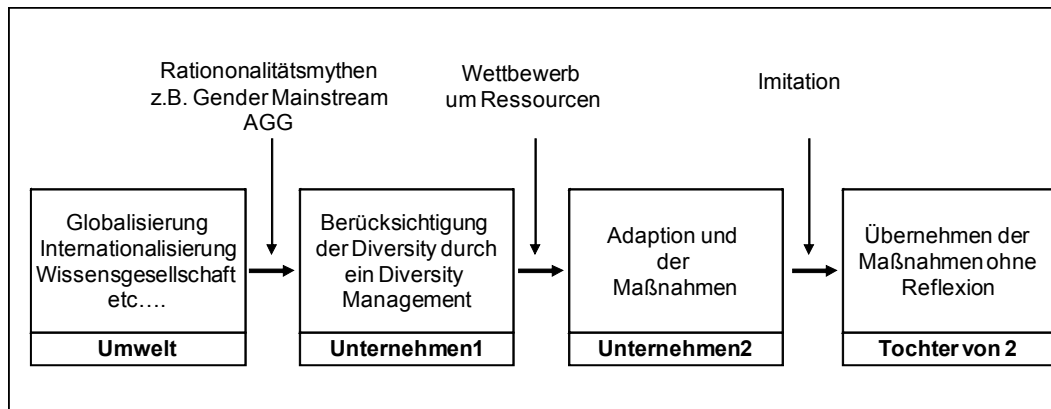 Rationonalitätsmythen
z.B. Gender Mainstream
AGG
Wettbewerb
um Ressourcen
Imitation
Globalisierung
Internationalisierung
Wissensgesellschaft
etc….
Umwelt
Berücksichtigung
der Diversity durch
ein Diversity
Management
Unternehmen1
Adaption und
der
Maßnahmen
Unternehmen2
Übernehmen der
Maßnahmen ohne
Reflexion
Tochter von 2